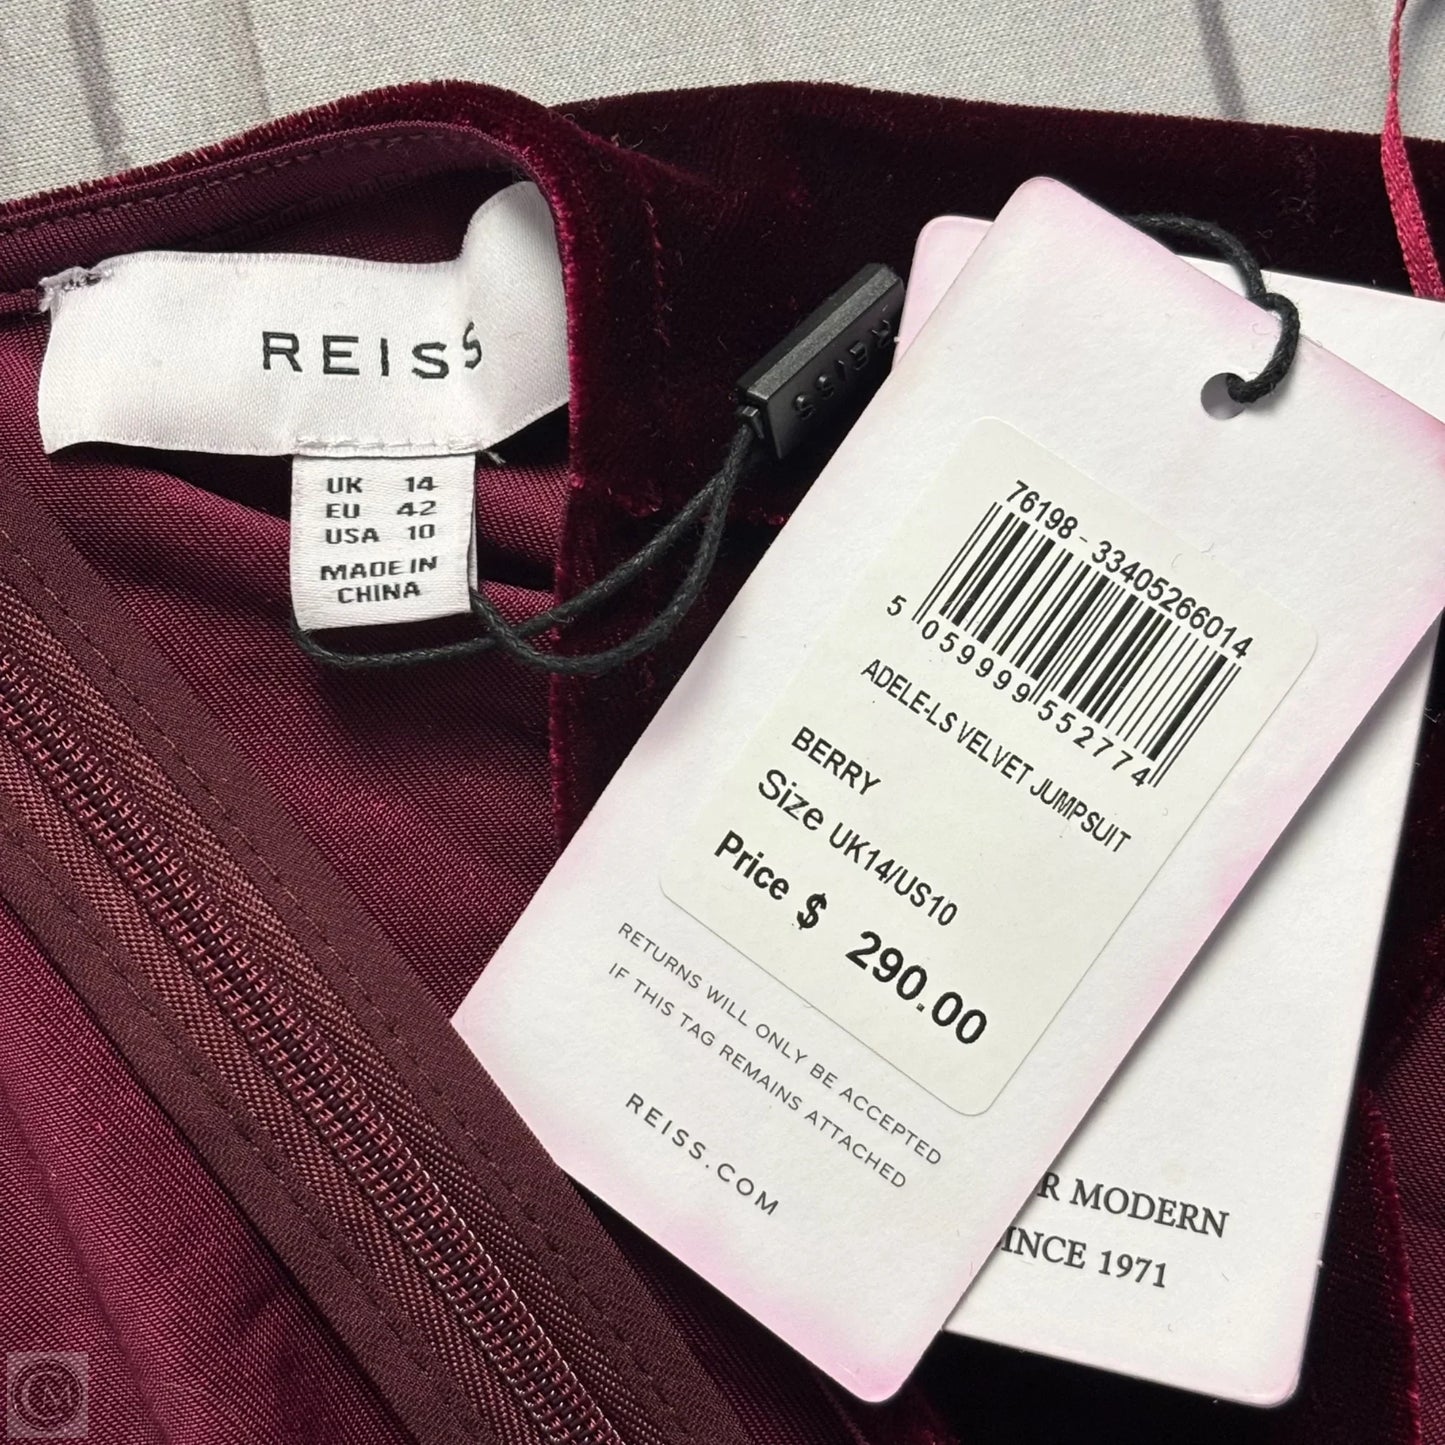 REISS
UK 14
EU 42
USA 10
MADE IN
CHINA
REISS
76198-33405266014
5 059999 552774
ADELE-LS VELVET JUMPSUIT
BERRY
Size UK14/US10
Price $ 290.00
RETURNS WILL ONLY BE ACCEPTED
IF THIS TAG REMAINS ATTACHED
REISS.COM
R MODERN
INCE 1971